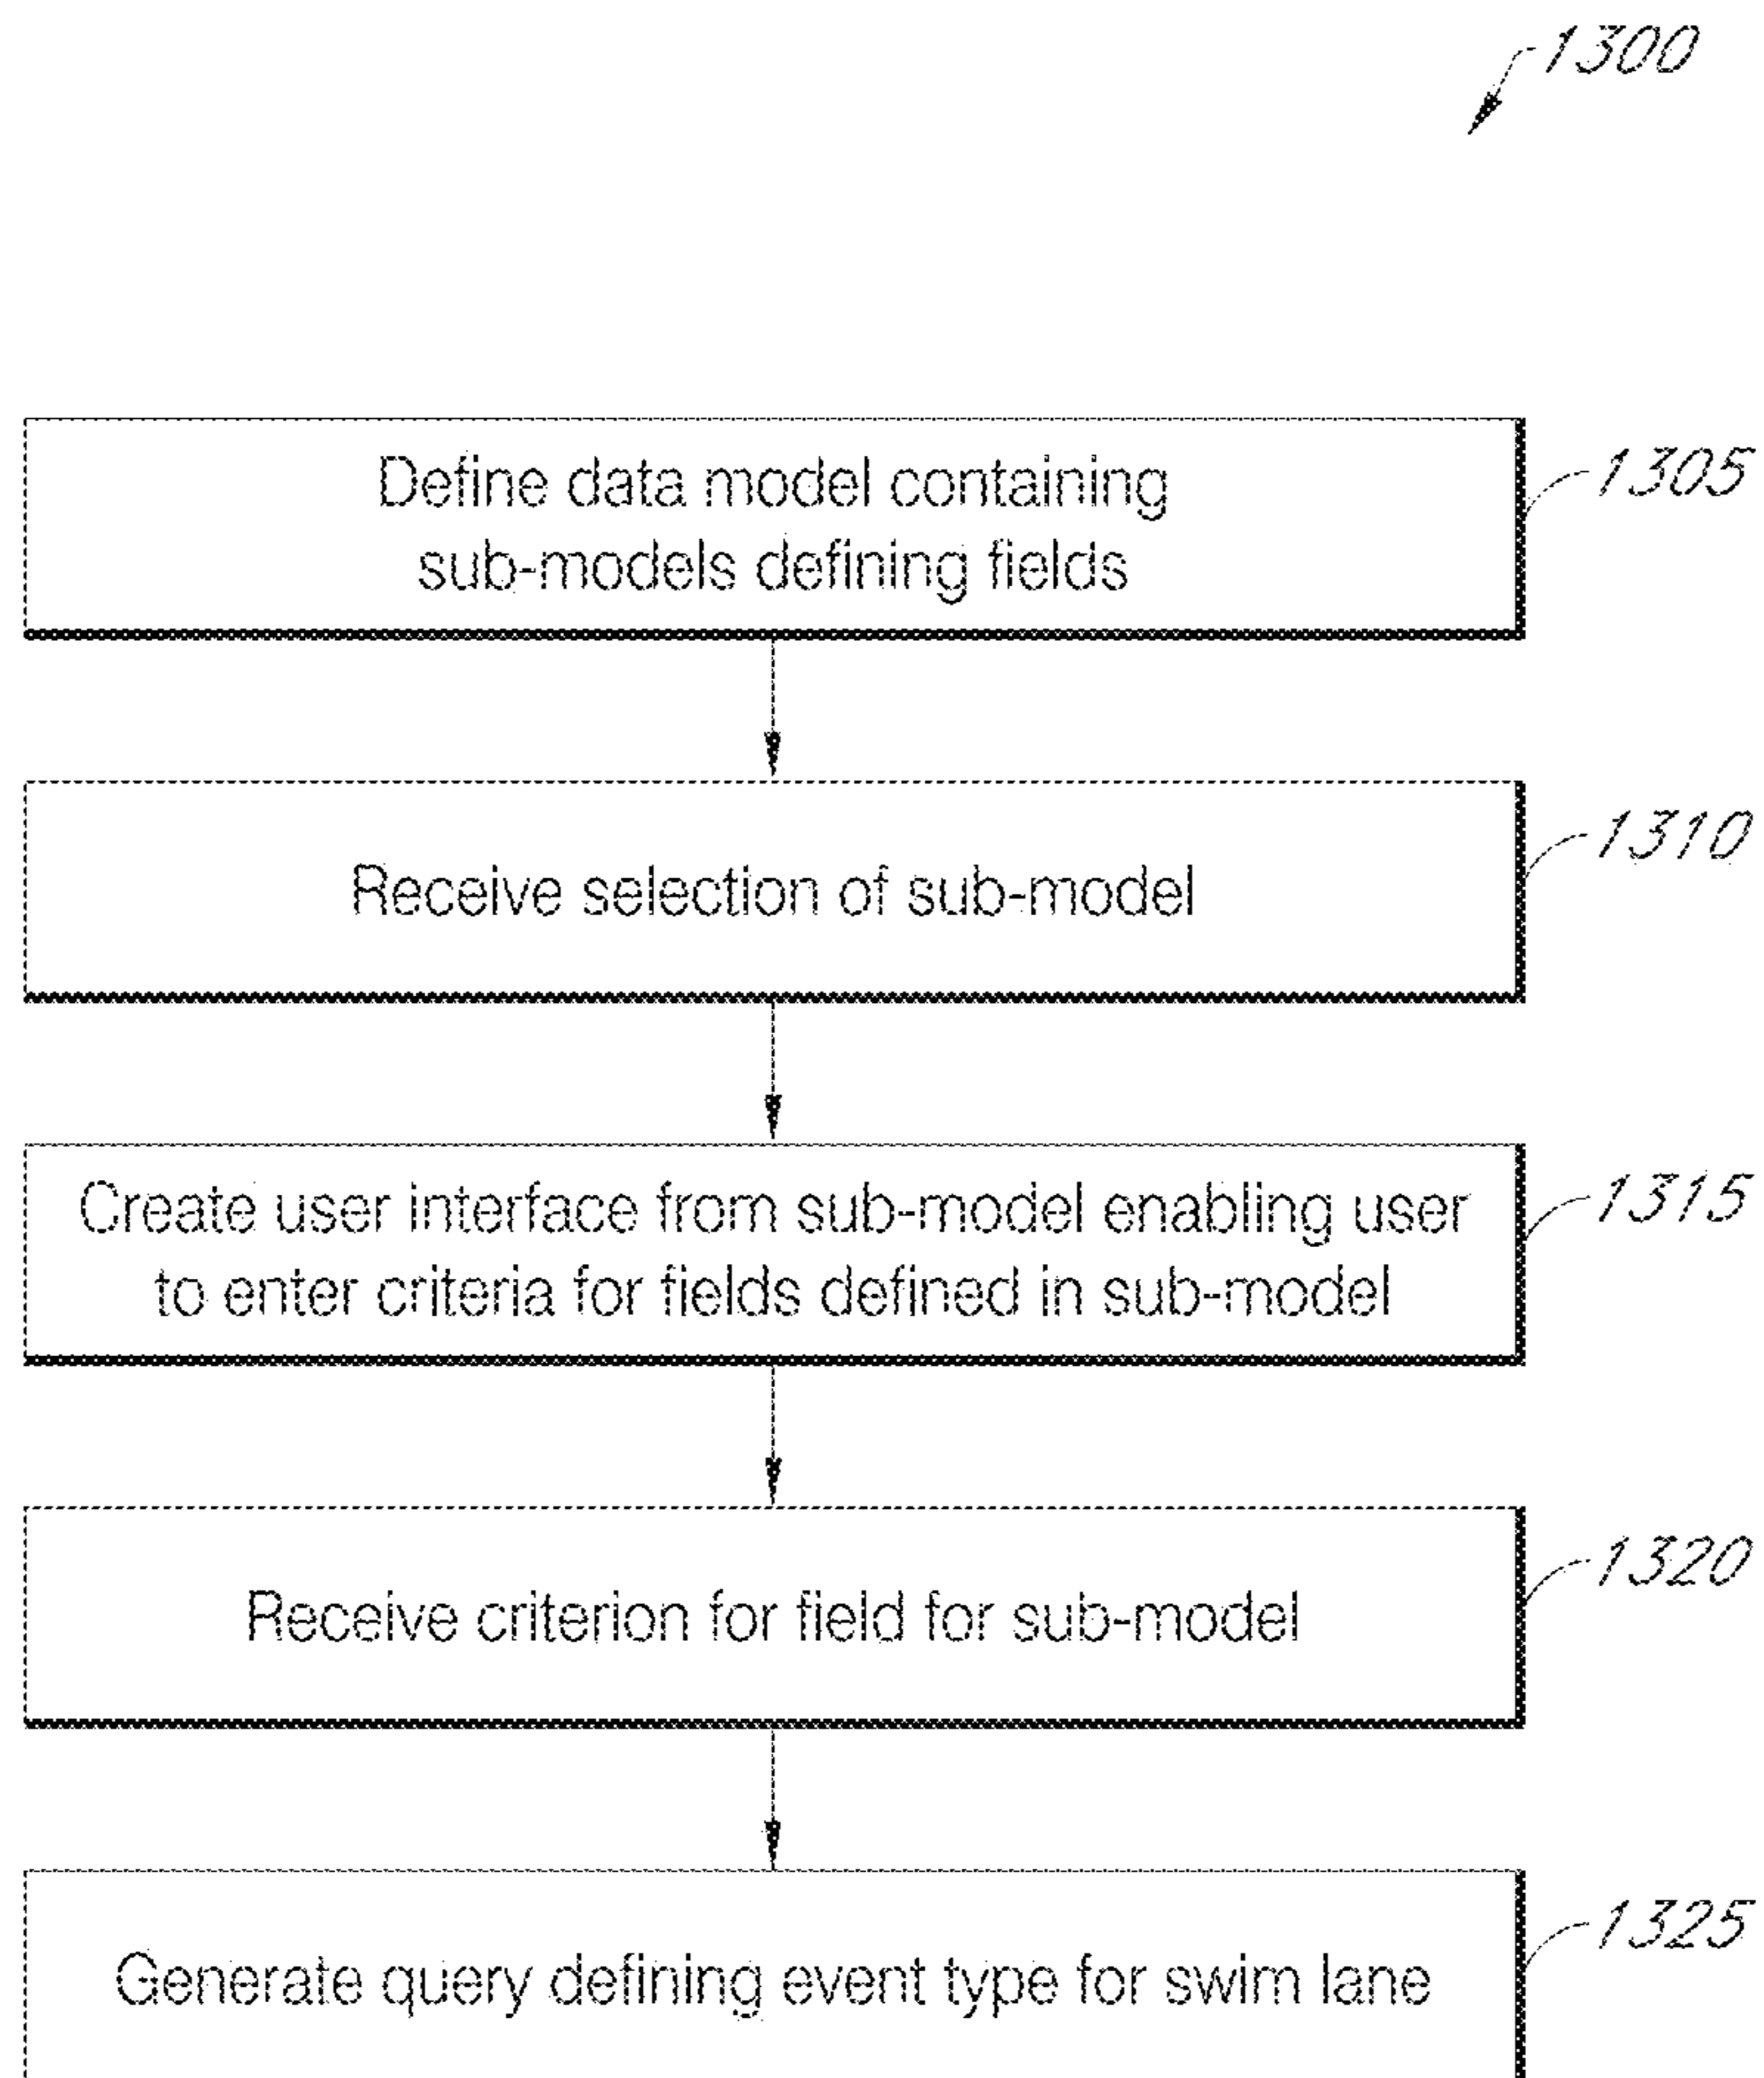 1300
Define data model containing
sub-models defining fields
1305
Receive selection of sub-model
1310
Create user interface from sub-model enabling user
to enter criteria for fields defined in sub-model
1315
Receive criterion for field for sub-model
1320
Generate query defining event type for swim lane
1325